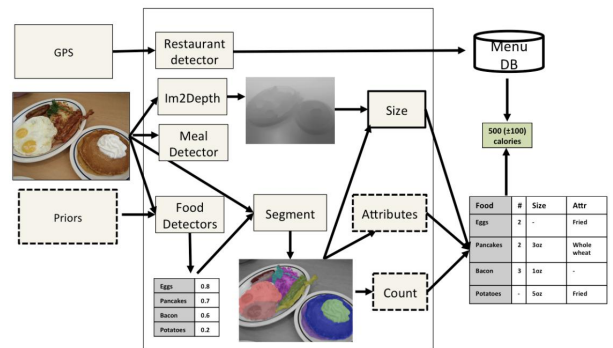 GPS
Restaurant
detector
Menu
DB
Im2Depth
Size
Meal
Detector
500 (±100)
calories
Priors
Food
Detectors
Segment
Attributes
Count
Eggs 0.8
Pancakes 0.7
Bacon 0.6
Potatoes 0.2
Food # Size Attr
Eggs 2 - Fried
Pancakes 2 3oz Whole
wheat
Bacon 3 1oz -
Potatoes - 5oz Fried